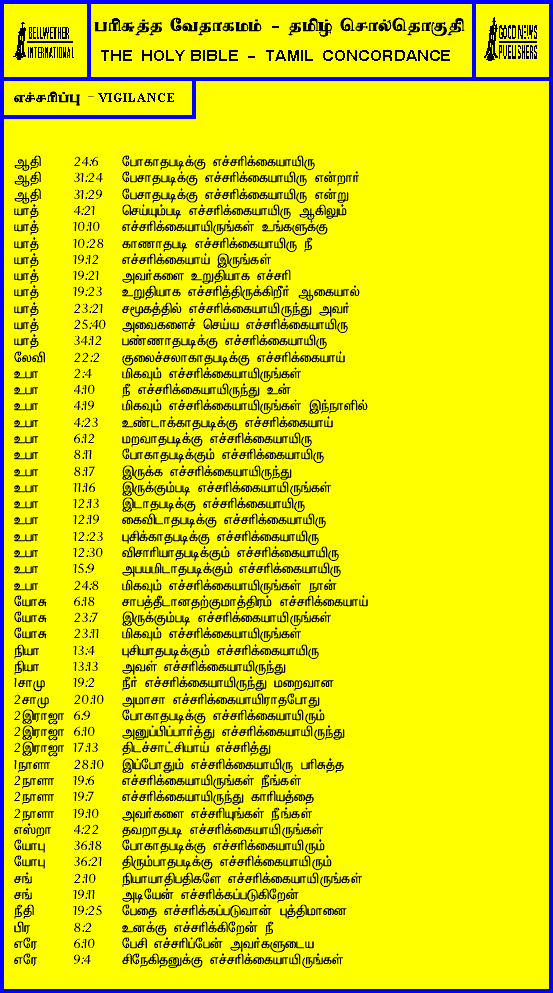 BELLWETHER INTERNATIONAL
பரிசுத்த வேதாகமம் - தமிழ் சொல்தொகுதி
THE HOLY BIBLE - TAMIL CONCORDANCE
GOOD NEWS PUBLISHERS
எச்சரிப்பு - VIGILANCE
ஆதி 24:6 போகாதபடிக்கு எச்சரிக்கையாயிரு
ஆதி 31:24 பேசாதபடிக்கு எச்சரிக்கையாயிரு என்றார்
ஆதி 31:29 பேசாதபடிக்கு எச்சரிக்கையாயிரு என்று
யாத் 4:21 செய்யும்படி எச்சரிக்கையாயிரு ஆகிலும்
யாத் 10:10 எச்சரிக்கையாயிருங்கள் உங்களுக்கு
யாத் 10:28 காணாதபடி எச்சரிக்கையாயிரு நீ
யாத் 19:12 எச்சரிக்கையாய் இருங்கள்
யாத் 19:21 அவர்களை உறுதியாக எச்சரி
யாத் 19:23 உறுதியாக எச்சரித்திருக்கிறீர் ஆகையால்
யாத் 23:21 சமூகத்தில் எச்சரிக்கையாயிருந்து அவர்
யாத் 25:40 அவைகளைச் செய்ய எச்சரிக்கையாயிரு
யாத் 34:12 பண்ணாதபடிக்கு எச்சரிக்கையாயிரு
லேவி 22:2 குலைச்சலாகாதபடிக்கு எச்சரிக்கையாய்
உபா 2:4 மிகவும் எச்சரிக்கையாயிருங்கள்
உபா 4:10 நீ எச்சரிக்கையாயிருந்து உன்
உபா 4:19 மிகவும் எச்சரிக்கையாயிருங்கள் இந்நாளில்
உபா 4:23 உண்டாக்காதபடிக்கு எச்சரிக்கையாய்
உபா 6:12 மறவாதபடிக்கு எச்சரிக்கையாயிரு
உபா 8:11 போகாதபடிக்கும் எச்சரிக்கையாயிரு
உபா 8:17 இருக்க எச்சரிக்கையாயிருந்து
உபா 11:16 இருக்கும்படி எச்சரிக்கையாயிருங்கள்
உபா 12:13 இடாதபடிக்கு எச்சரிக்கையாயிரு
உபா 12:19 கைவிடாதபடிக்கு எச்சரிக்கையாயிரு
உபா 12:23 புசிக்காதபடிக்கு எச்சரிக்கையாயிரு
உபா 12:30 விசாரியாதபடிக்கும் எச்சரிக்கையாயிரு
உபா 15:9 அபயமிடாதபடிக்கும் எச்சரிக்கையாயிரு
உபா 24:8 மிகவும் எச்சரிக்கையாயிருங்கள் நான்
யோசு 6:18 சாபத்தீடானதற்குமாத்திரம் எச்சரிக்கையாய்
யோசு 23:7 இருக்கும்படி எச்சரிக்கையாயிருங்கள்
யோசு 23:11 மிகவும் எச்சரிக்கையாயிருங்கள்
நியா 13:4 புசியாதபடிக்கும் எச்சரிக்கையாயிரு
நியா 13:13 அவள் எச்சரிக்கையாயிருந்து
1சாமு 19:2 நீர் எச்சரிக்கையாயிருந்து மறைவான
2சாமு 20:10 அமாசா எச்சரிக்கையாயிராதபோது
2இராஜா 6:9 போகாதபடிக்கு எச்சரிக்கையாயிரும்
2இராஜா 6:10 அனுப்பிப்பார்த்து எச்சரிக்கையாயிருந்து
2இராஜா 17:13 திடச்சாட்சியாய் எச்சரித்து
1நாளா 28:10 இப்போதும் எச்சரிக்கையாயிரு பரிசுத்த
2நாளா 19:6 எச்சரிக்கையாயிருங்கள் நீங்கள்
2நாளா 19:7 எச்சரிக்கையாயிருந்து காரியத்தை
2நாளா 19:10 அவர்களை எச்சரியுங்கள் நீங்கள்
எஸ்றா 4:22 தவறாதபடி எச்சரிக்கையாயிருங்கள்
யோபு 36:18 போகாதபடிக்கு எச்சரிக்கையாயிரும்
யோபு 36:21 திரும்பாதபடிக்கு எச்சரிக்கையாயிரும்
சங் 2:10 நியாயாதிபதிகளே எச்சரிக்கையாயிருங்கள்
சங் 19:11 அடியேன் எச்சரிக்கப்படுகிறேன்
நீதி 19:25 பேதை எச்சரிக்கப்படுவான் புத்திமானை
பிர 8:2 உனக்கு எச்சரிக்கிறேன் நீ
எரே 6:10 பேசி எச்சரிப்பேன் அவர்களுடைய
எரே 9:4 சிநேகிதனுக்கு எச்சரிக்கையாயிருங்கள்